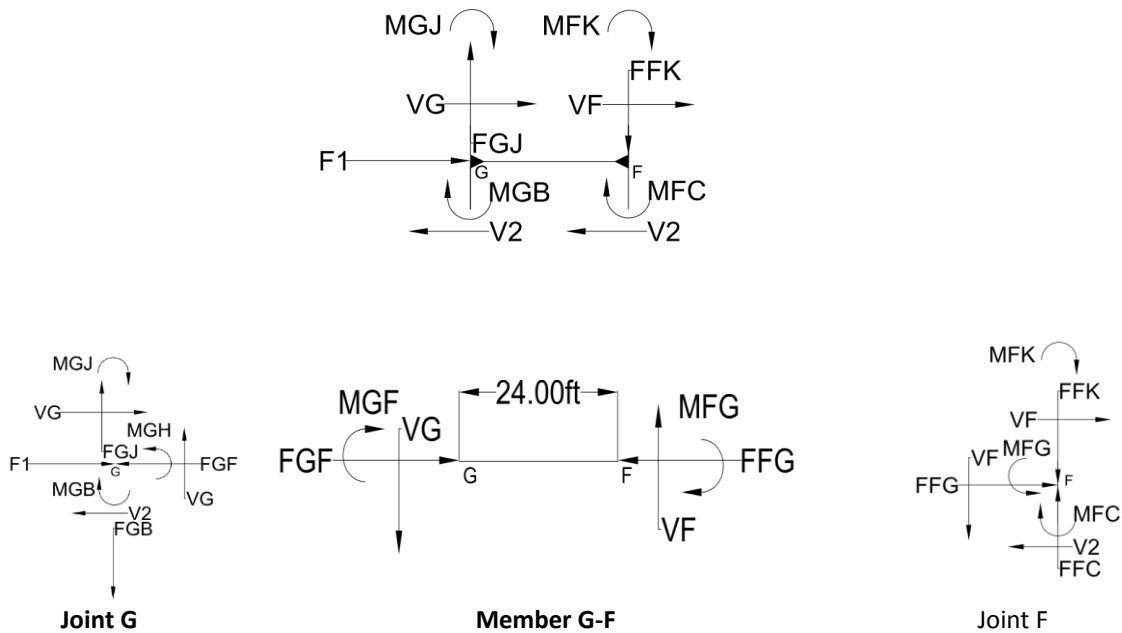 MGJ MFK
FFK
VG VF
FGJ
F1
G F
MGB MFC
V2 V2
MGJ
VG
MGH
FGJ
F1 G FGF
MGB
VG
V2
FGB
Joint G
24.00ft
MGF MFG
VG
FGF FFG
G F
VF
Member G-F
MFK
FFK
VF
MFG
VF
FFG F
MFC
V2
FFC
Joint F